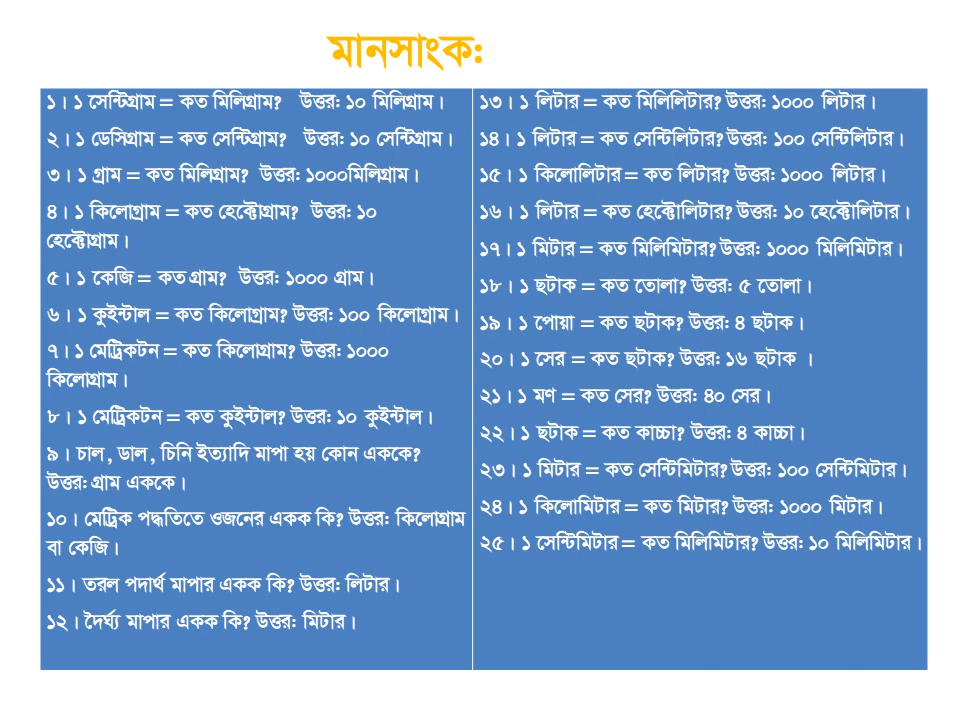 মানসাংক:
১। ১ সেন্টিগ্রাম = কত মিলিগ্রাম? উত্তর: ১০ মিলিগ্রাম।
২। ১ ডেসিগ্রাম = কত সেন্টিগ্রাম? উত্তর: ১০ সেন্টিগ্রাম।
৩। ১ গ্রাম = কত মিলিগ্রাম? উত্তর: ১০০০মিলিগ্রাম।
৪। ১ কিলোগ্রাম = কত হেক্টোগ্রাম? উত্তর: ১০
হেক্টোগ্রাম।
৫। ১ কেজি = কত গ্রাম? উত্তর: ১০০০ গ্রাম।
৬। ১ কুইন্টাল = কত কিলোগ্রাম? উত্তর: ১০০ কিলোগ্রাম।
৭। ১ মেট্রিকটন = কত কিলোগ্রাম? উত্তর: ১০০০
কিলোগ্রাম।
৮। ১ মেট্রিকটন = কত কুইন্টাল? উত্তর: ১০ কুইন্টাল।
৯। চাল, ডাল, চিনি ইত্যাদি মাপা হয় কোন এককে?
উত্তর: গ্রাম এককে।
১০। মেট্রিক পদ্ধতিতে ওজনের একক কি? উত্তর: কিলোগ্রাম
বা কেজি।
১১। তরল পদার্থ মাপার একক কি? উত্তর: লিটার।
১২। দৈর্ঘ্য মাপার একক কি? উত্তর: মিটার।
১৩। ১ লিটার = কত মিলিলিটার? উত্তর: ১০০০ লিটার।
১৪। ১ লিটার = কত সেন্টিলিটার? উত্তর: ১০০ সেন্টিলিটার।
১৫। ১ কিলোলিটার = কত লিটার? উত্তর: ১০০০ লিটার।
১৬। ১ লিটার = কত হেক্টোলিটার? উত্তর: ১০ হেক্টোলিটার।
১৭। ১ মিটার = কত মিলিমিটার? উত্তর: ১০০০ মিলিমিটার।
১৮। ১ ছটাক = কত তোলা? উত্তর: ৫ তোলা।
১৯। ১ পোয়া = কত ছটাক? উত্তর: ৪ ছটাক।
২০। ১ সের = কত ছটাক? উত্তর: ১৬ ছটাক ।
২১। ১ মণ = কত সের? উত্তর: ৪০ সের।
২২। ১ ছটাক = কত কাচ্চা? উত্তর: ৪ কাচ্চা।
২৩। ১ মিটার = কত সেন্টিমিটার? উত্তর: ১০০ সেন্টিমিটার।
২৪। ১ কিলোমিটার = কত মিটার? উত্তর: ১০০০ মিটার।
২৫। ১ সেন্টিমিটার = কত মিলিমিটার? উত্তর: ১০ মিলিমিটার।